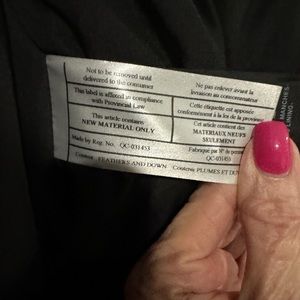 Not to be removed until
delivered to the consumer
Ne pas enlever avant la
livraison au consommateur
This label is affixed in compliance
with Provincial Law
Cette étiquette est apposée
conformément à la loi de la province
This article contains
NEW MATERIAL ONLY
Cet article contient des
MATÉRIAUX NEUFS
SEULEMENT
Made by Reg. No. QC-031453
Fabriqué par Nº de permis
QC-031453
Content FEATHERS AND DOWN
Contenu PLUMES ET
MANCHES